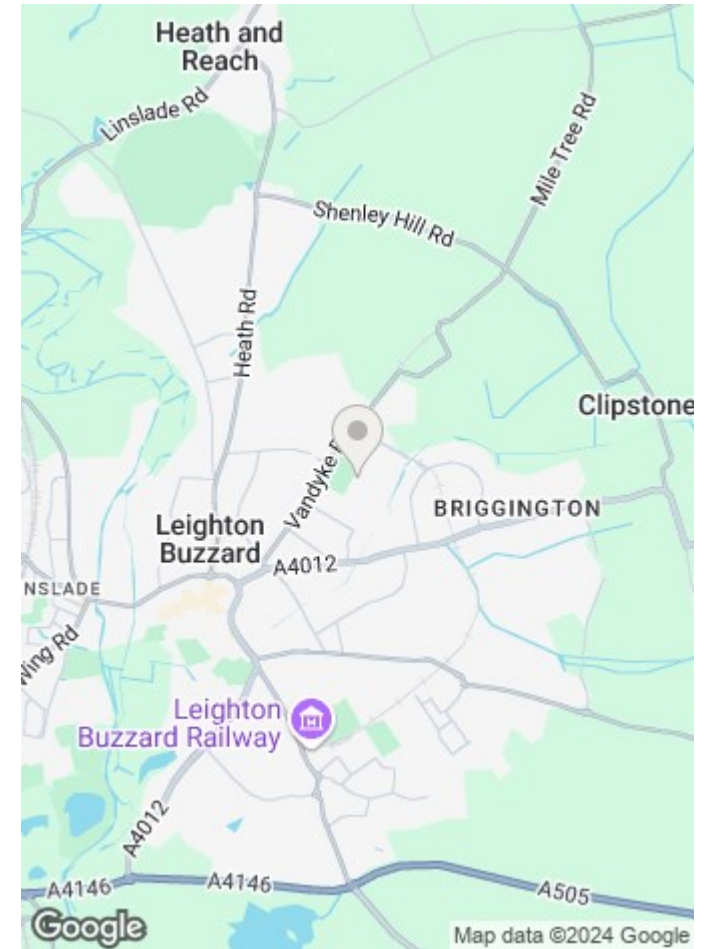 Heath and
Reach
Linslade Rd
Mile Tree Rd
Shenley Hill Rd
Heath Rd
Clipstone
Vandyke R
BRIGGINGTON
Leighton
Buzzard
A4012
NSLADE
Wing Rd
Leighton
Buzzard Railway
A4012
A4146
A4146
A505
Google
Map data ©2024 Google